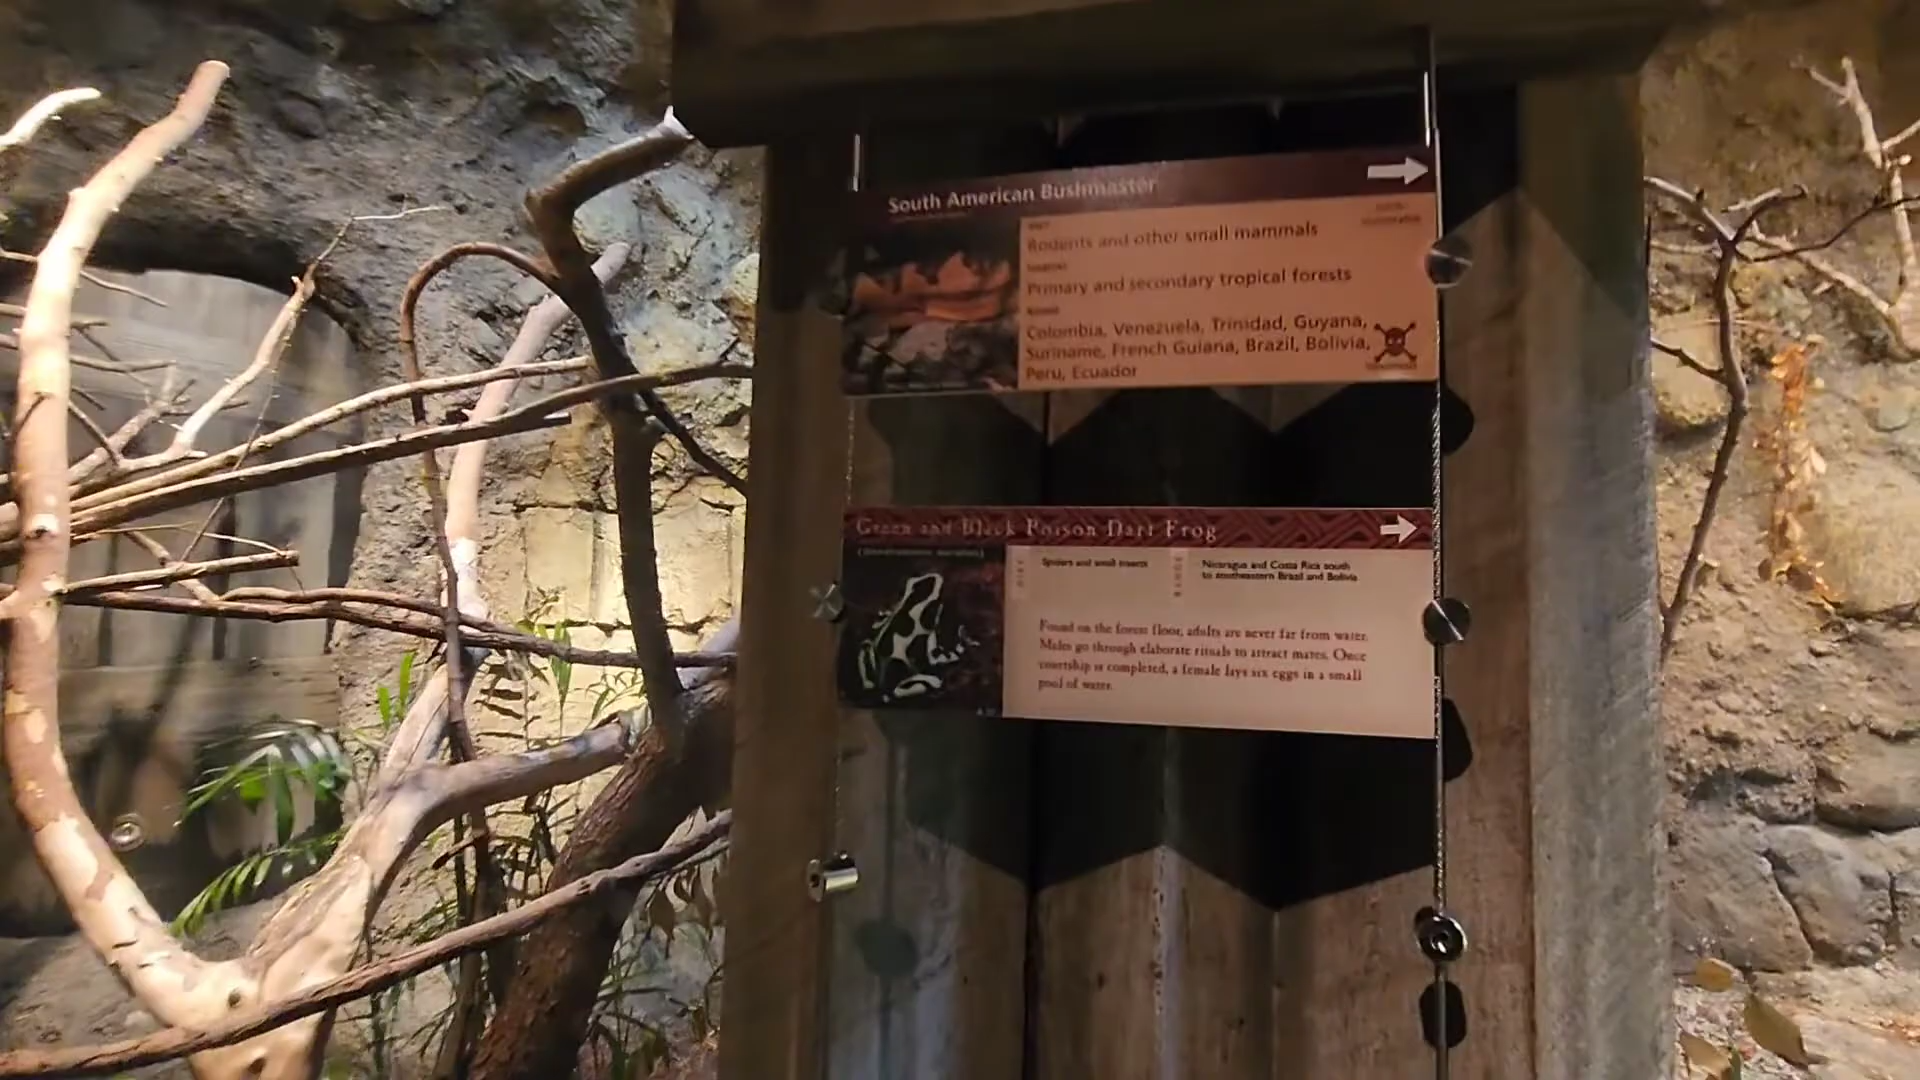 South American Bushmaster
Rodents and other small mammals
Primary and secondary tropical forests
Colombia, Venezuela, Trinidad, Guyana,
Suriname, French Guiana, Brazil, Bolivia,
Peru, Ecuador
Green and Black Poison Dart Frog
Spiders and small insects
Nicaragua and Costa Rica south
to southeastern Brazil and Bolivia
Found on the forest floor, adults are never far from water.
Males go through elaborate rituals to attract mates. Once
courtship is completed, a female lays six eggs in a small
pool of water.